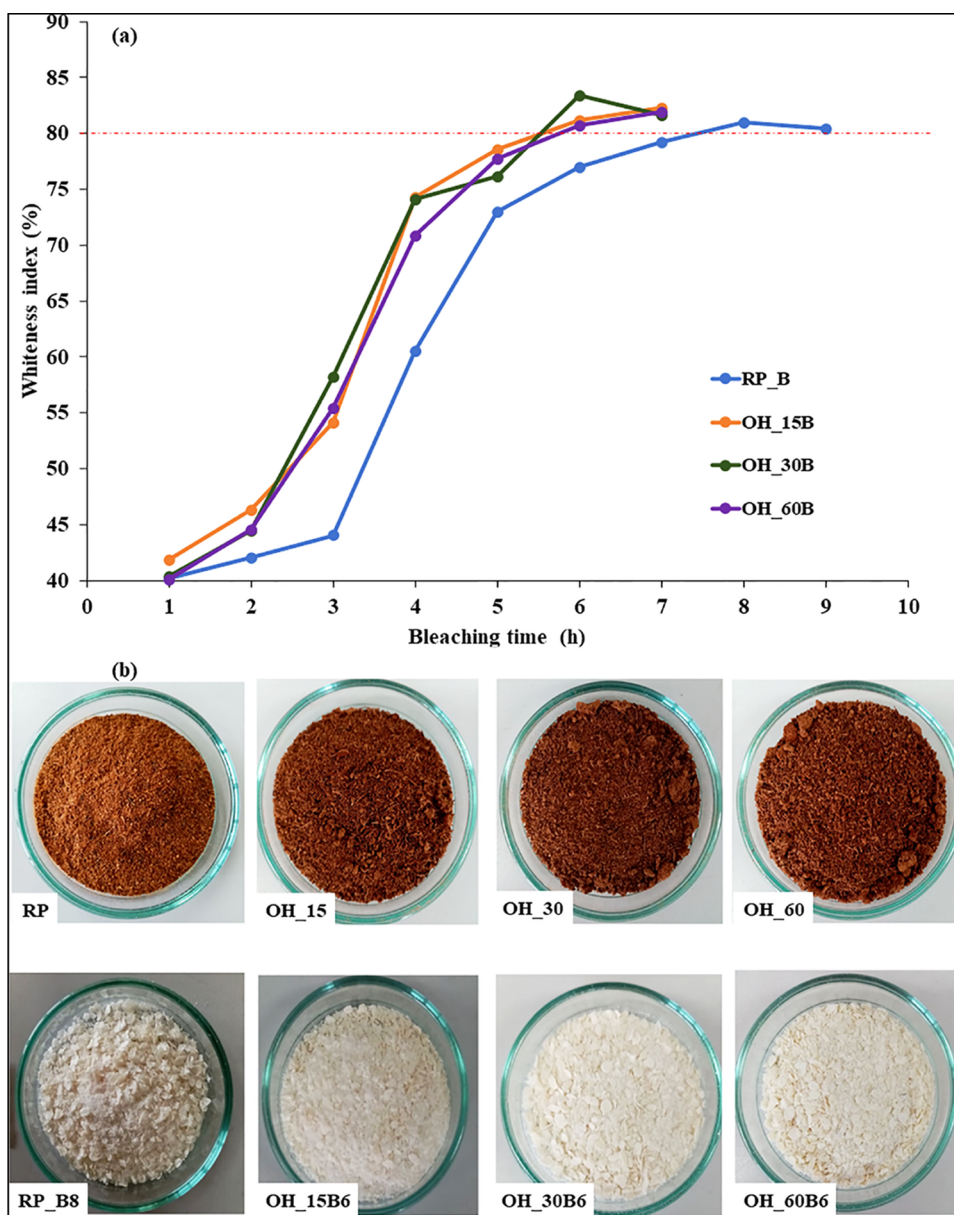 (a)
90
85
80
75
70
65
60
55
50
45
40
Whiteness index (%)
RP_B
OH_15B
OH_30B
OH_60B
0 1 2 3 4 5 6 7 8 9 10
Bleaching time (h)
(b)
RP
OH_15
OH_30
OH_60
RP_B8
OH_15B6
OH_30B6
OH_60B6